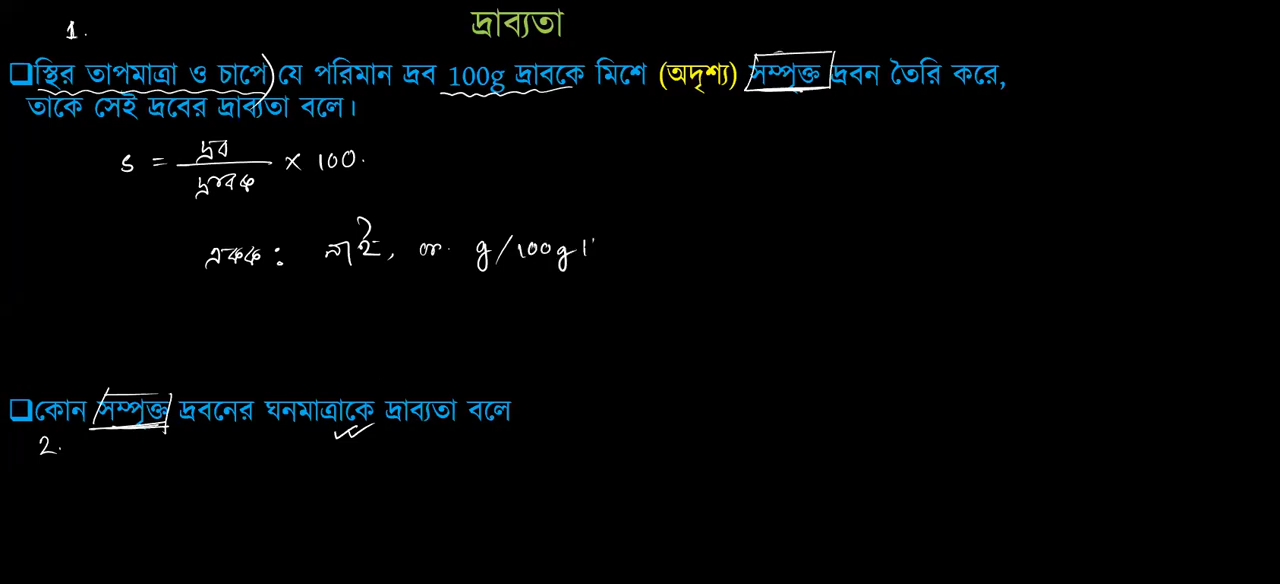 1.
দ্রাব্যতা
❑স্থির তাপমাত্রা ও চাপে যে পরিমান দ্রব 100g দ্রাবকে মিশে (অদৃশ্য) সম্পৃক্ত দ্রবন তৈরি করে,
তাকে সেই দ্রবের দ্রাব্যতা বলে।
S = দ্রব / দ্রাবক × 100.
একক : নাই, or. g/100g
❑কোন সম্পৃক্ত দ্রবনের ঘনমাত্রাকে দ্রাব্যতা বলে
2.